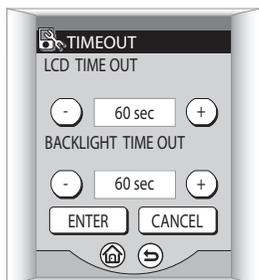 TIMEOUT
LCD TIME OUT
- 60 sec +
BACKLIGHT TIME OUT
- 60 sec +
ENTER CANCEL